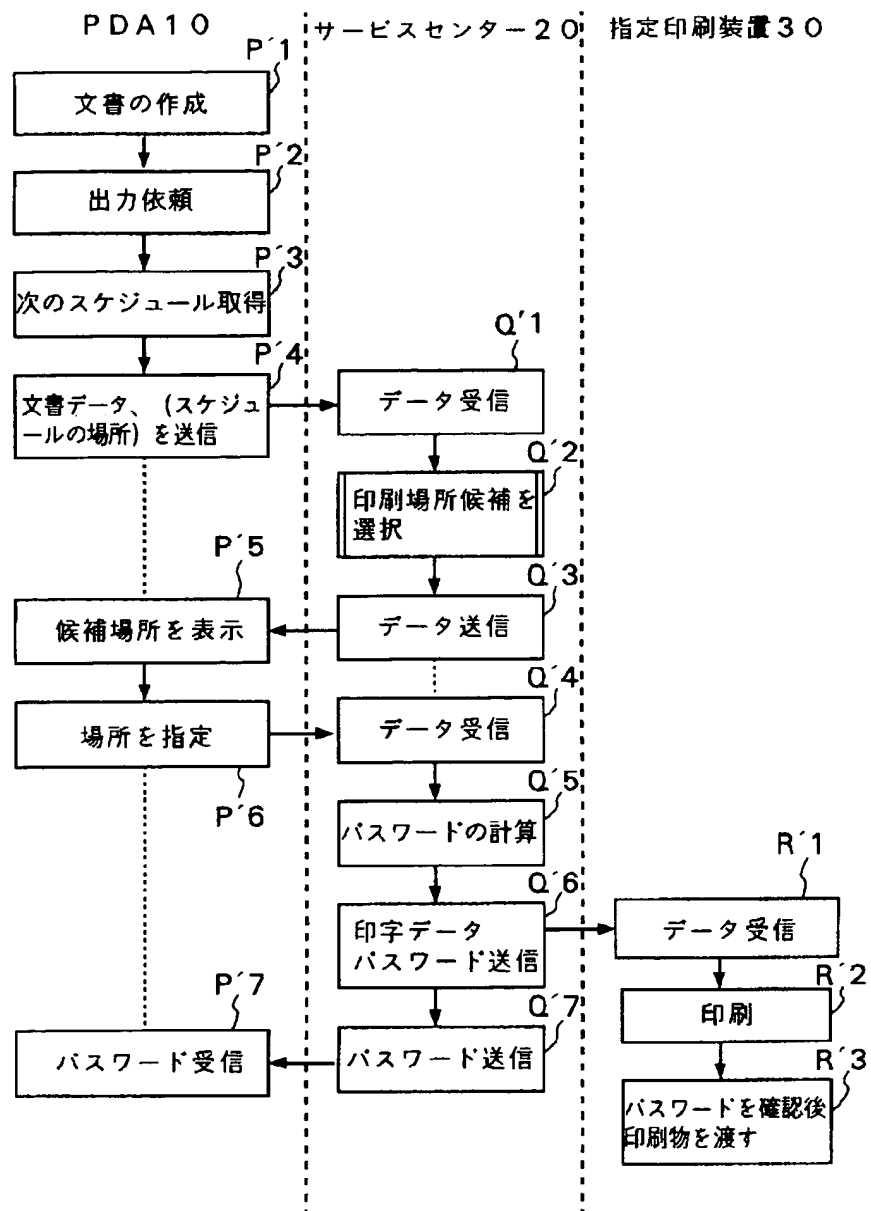 PDA10
サービスセンター20
指定印刷装置30
P´1
文書の作成
P´2
出力依頼
P´3
次のスケジュール取得
P´4
文書データ、（スケジュ
ールの場所）を送信
Q´1
データ受信
Q´2
印刷場所候補を
選択
P´5
候補場所を表示
Q´3
データ送信
P´6
場所を指定
Q´4
データ受信
Q´5
パスワードの計算
Q´6
印字データ
パスワード送信
R´1
データ受信
R´2
印刷
P´7
パスワード受信
Q´7
パスワード送信
R´3
パスワードを確認後
印刷物を渡す